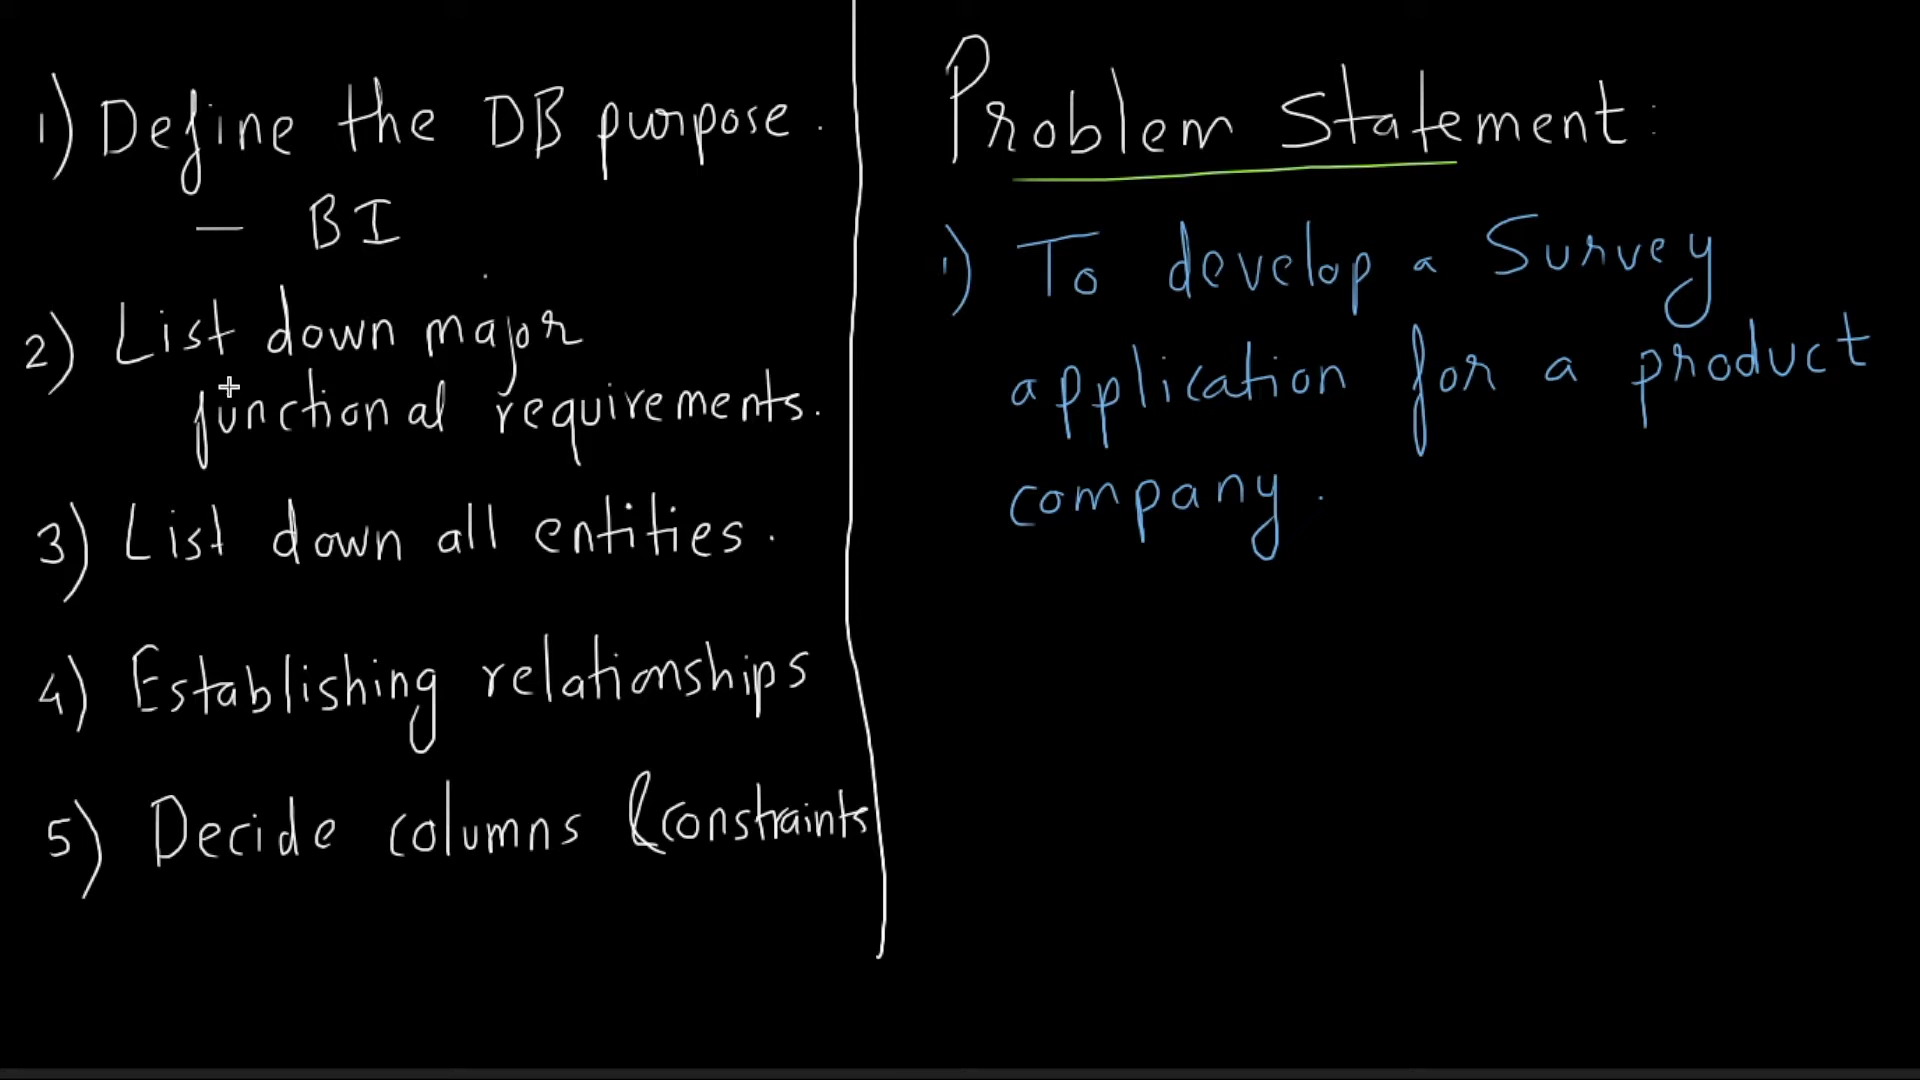 1) Define the DB purpose.
— BI
2) List down major
functional requirements.
3) List down all entities.
4) Establishing relationships
5) Decide columns & constraints
Problem Statement:
1) To develop a Survey
application for a product
company.